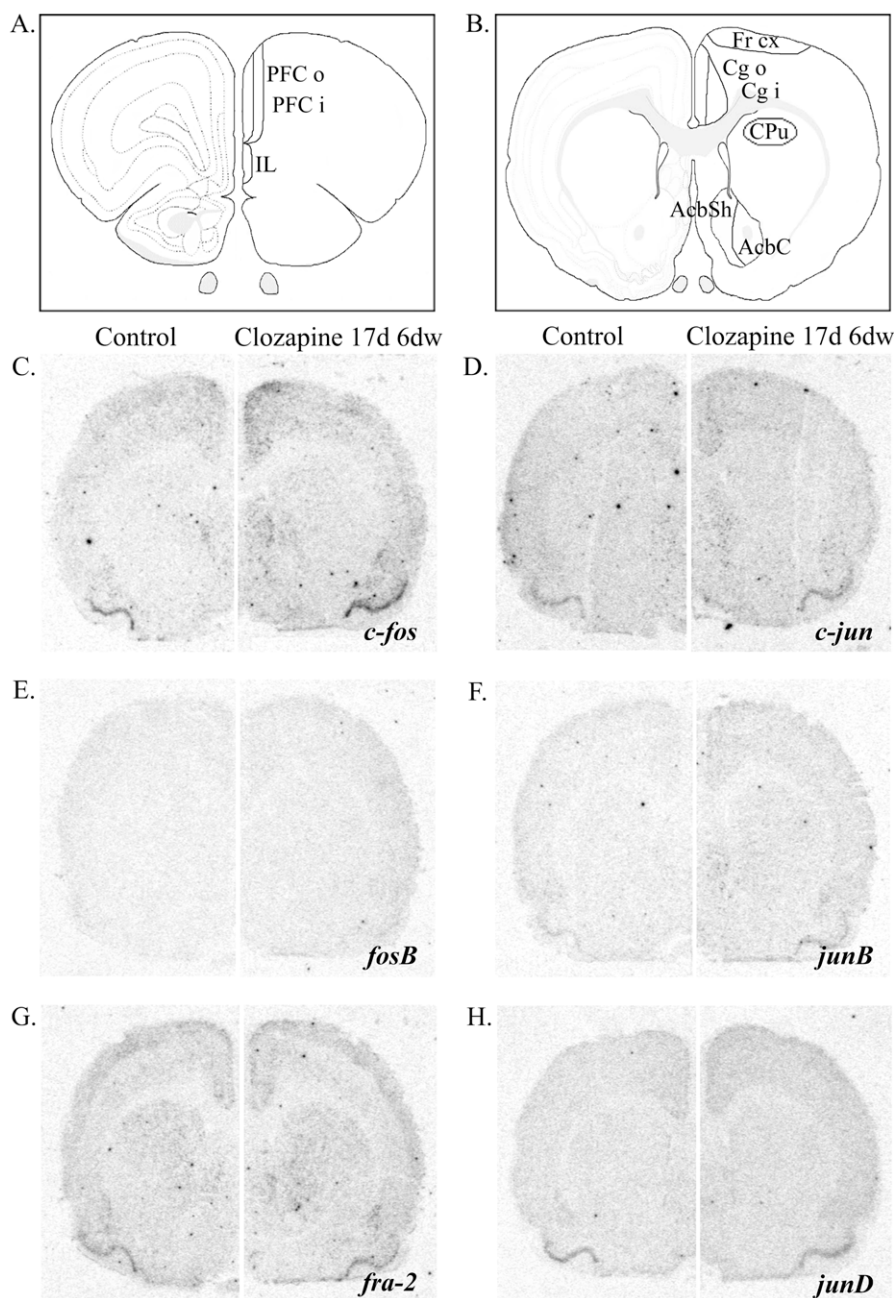 A.
PFC o
PFC i
IL
B.
Fr cx
Cg o
Cg i
CPu
AcbSh
AcbC
Control Clozapine 17d 6dw
Control Clozapine 17d 6dw
C.
c-fos
D.
c-jun
E.
fosB
F.
junB
G.
fra-2
H.
junD